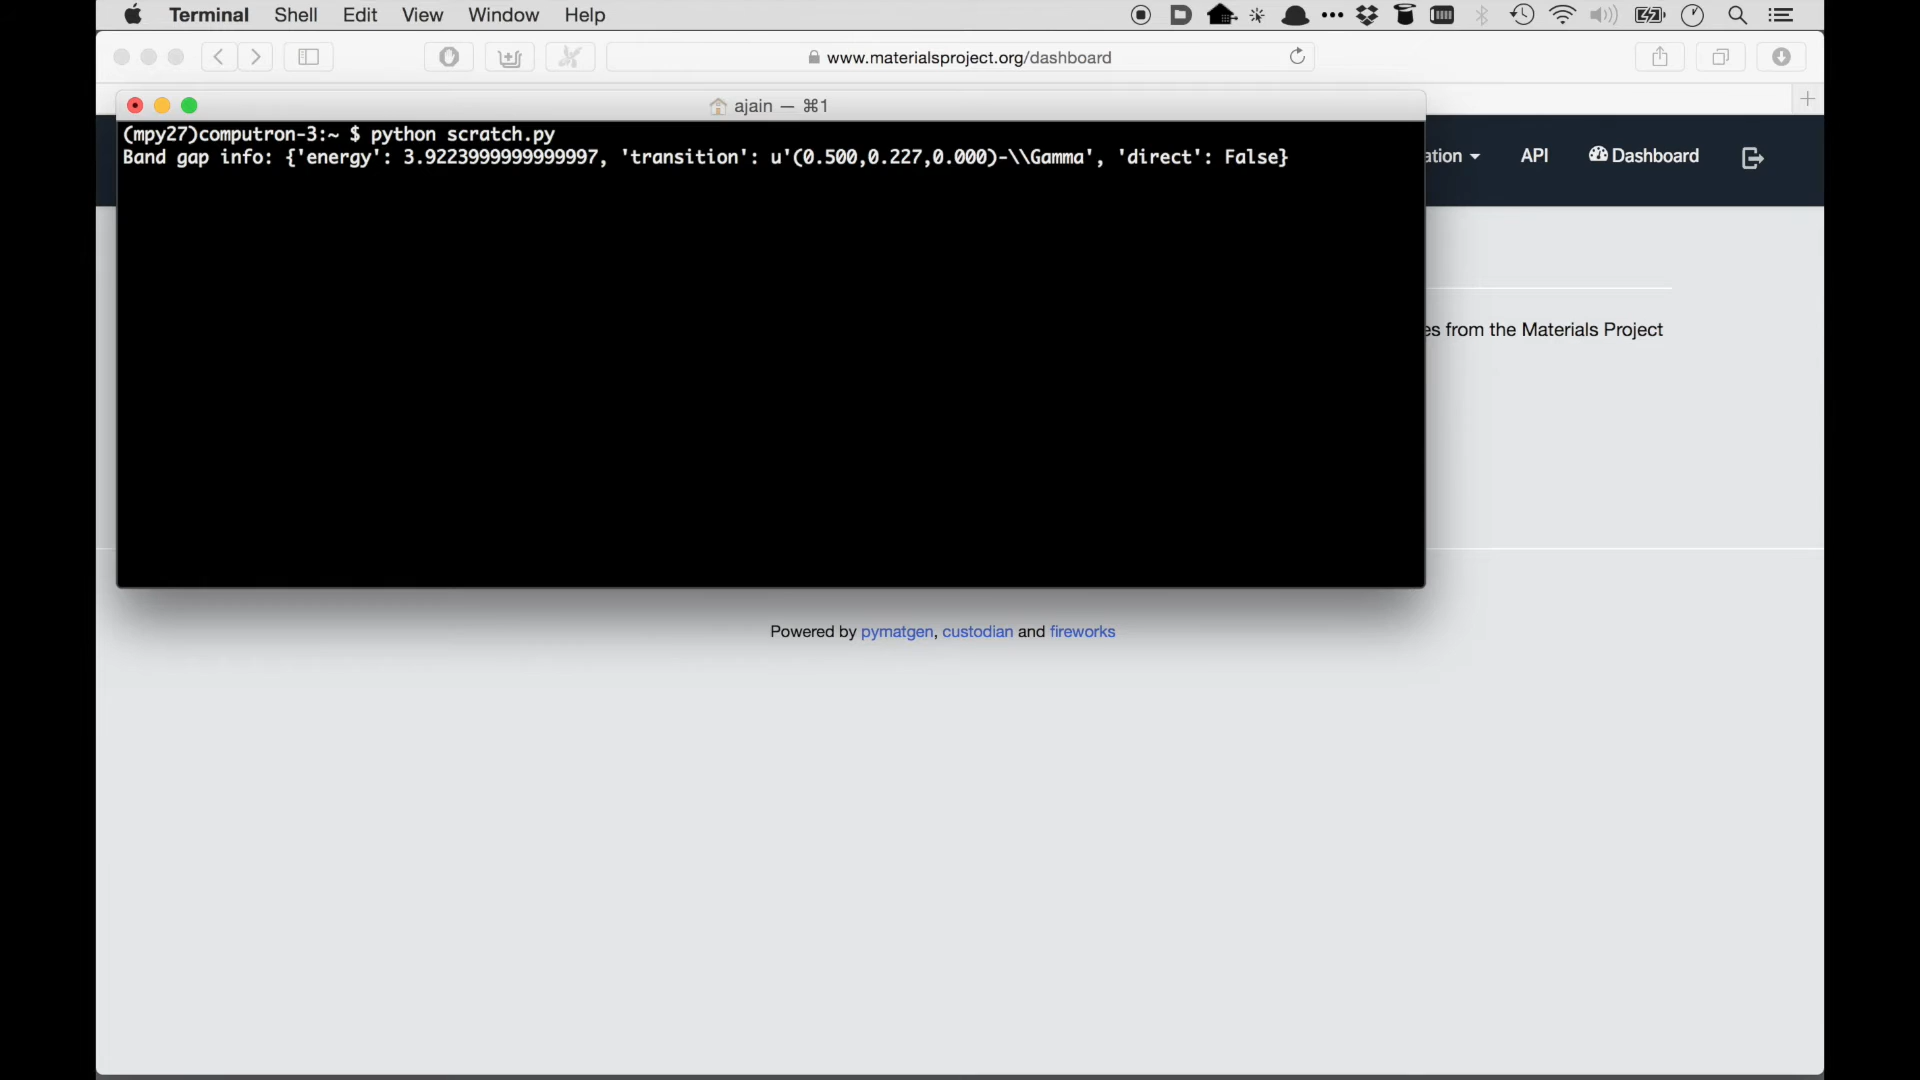 Terminal Shell Edit View Window Help
www.materialsproject.org/dashboard
ajain — ⌘1
(mpy27)computron-3:~ $ python scratch.py
Band gap info: {'energy': 3.9223999999999997, 'transition': u'(0.500,0.227,0.000)-\\Gamma', 'direct': False}
ation API Dashboard
es from the Materials Project
Powered by pymatgen, custodian and fireworks